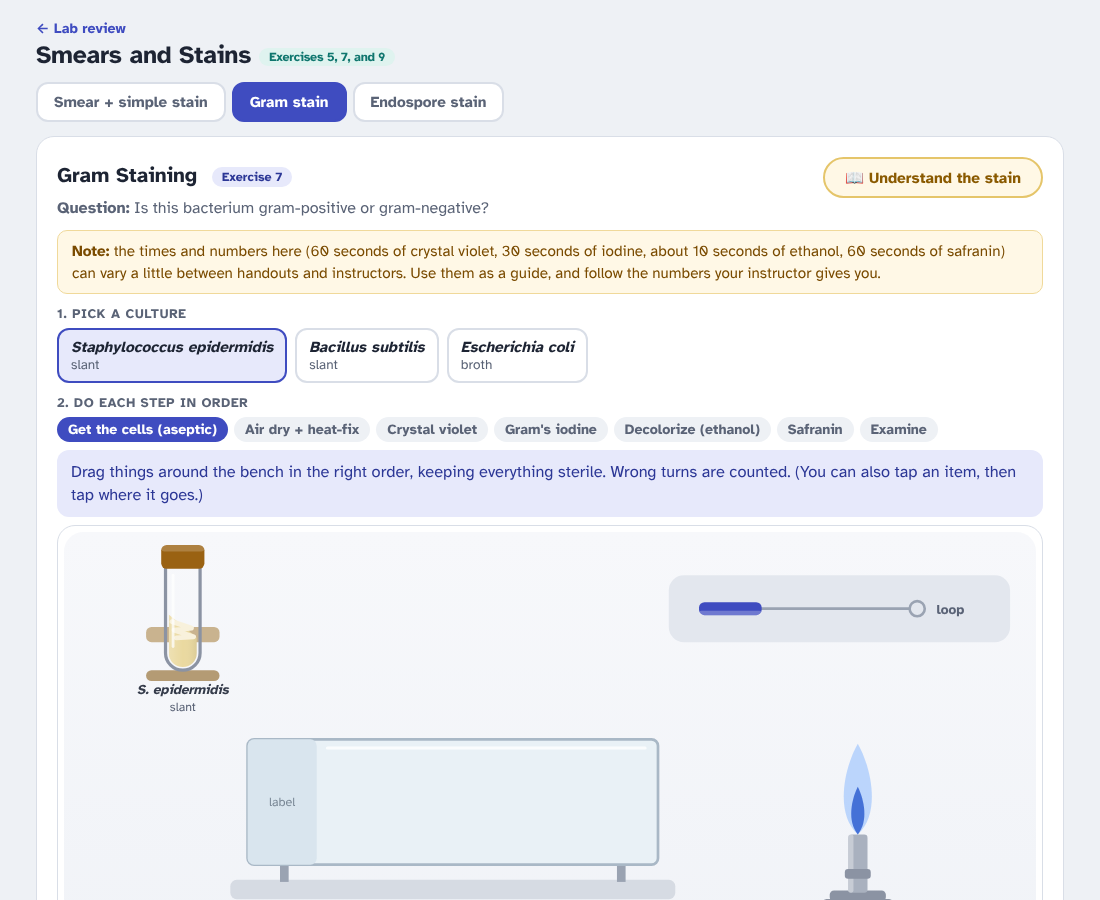 ← Lab review
Smears and Stains Exercises 5, 7, and 9
Smear + simple stain Gram stain Endospore stain
Gram Staining Exercise 7
📖 Understand the stain
Question: Is this bacterium gram-positive or gram-negative?
Note: the times and numbers here (60 seconds of crystal violet, 30 seconds of iodine, about 10 seconds of ethanol, 60 seconds of safranin)
can vary a little between handouts and instructors. Use them as a guide, and follow the numbers your instructor gives you.
1. PICK A CULTURE
Staphylococcus epidermidis Bacillus subtilis Escherichia coli
slant slant broth
2. DO EACH STEP IN ORDER
Get the cells (aseptic) Air dry + heat-fix Crystal violet Gram's iodine Decolorize (ethanol) Safranin Examine
Drag things around the bench in the right order, keeping everything sterile. Wrong turns are counted. (You can also tap an item, then
tap where it goes.)
loop
S. epidermidis
slant
label